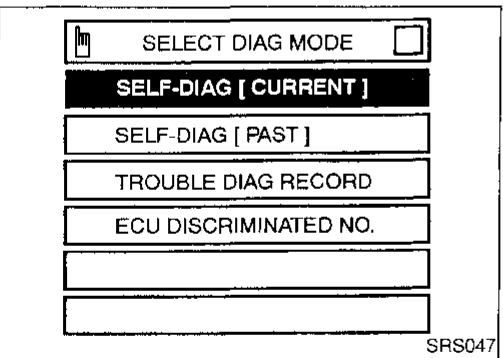 SELECT DIAG MODE
SELF-DIAG [ CURRENT ]
SELF-DIAG [ PAST ]
TROUBLE DIAG RECORD
ECU DISCRIMINATED NO.
SRS047